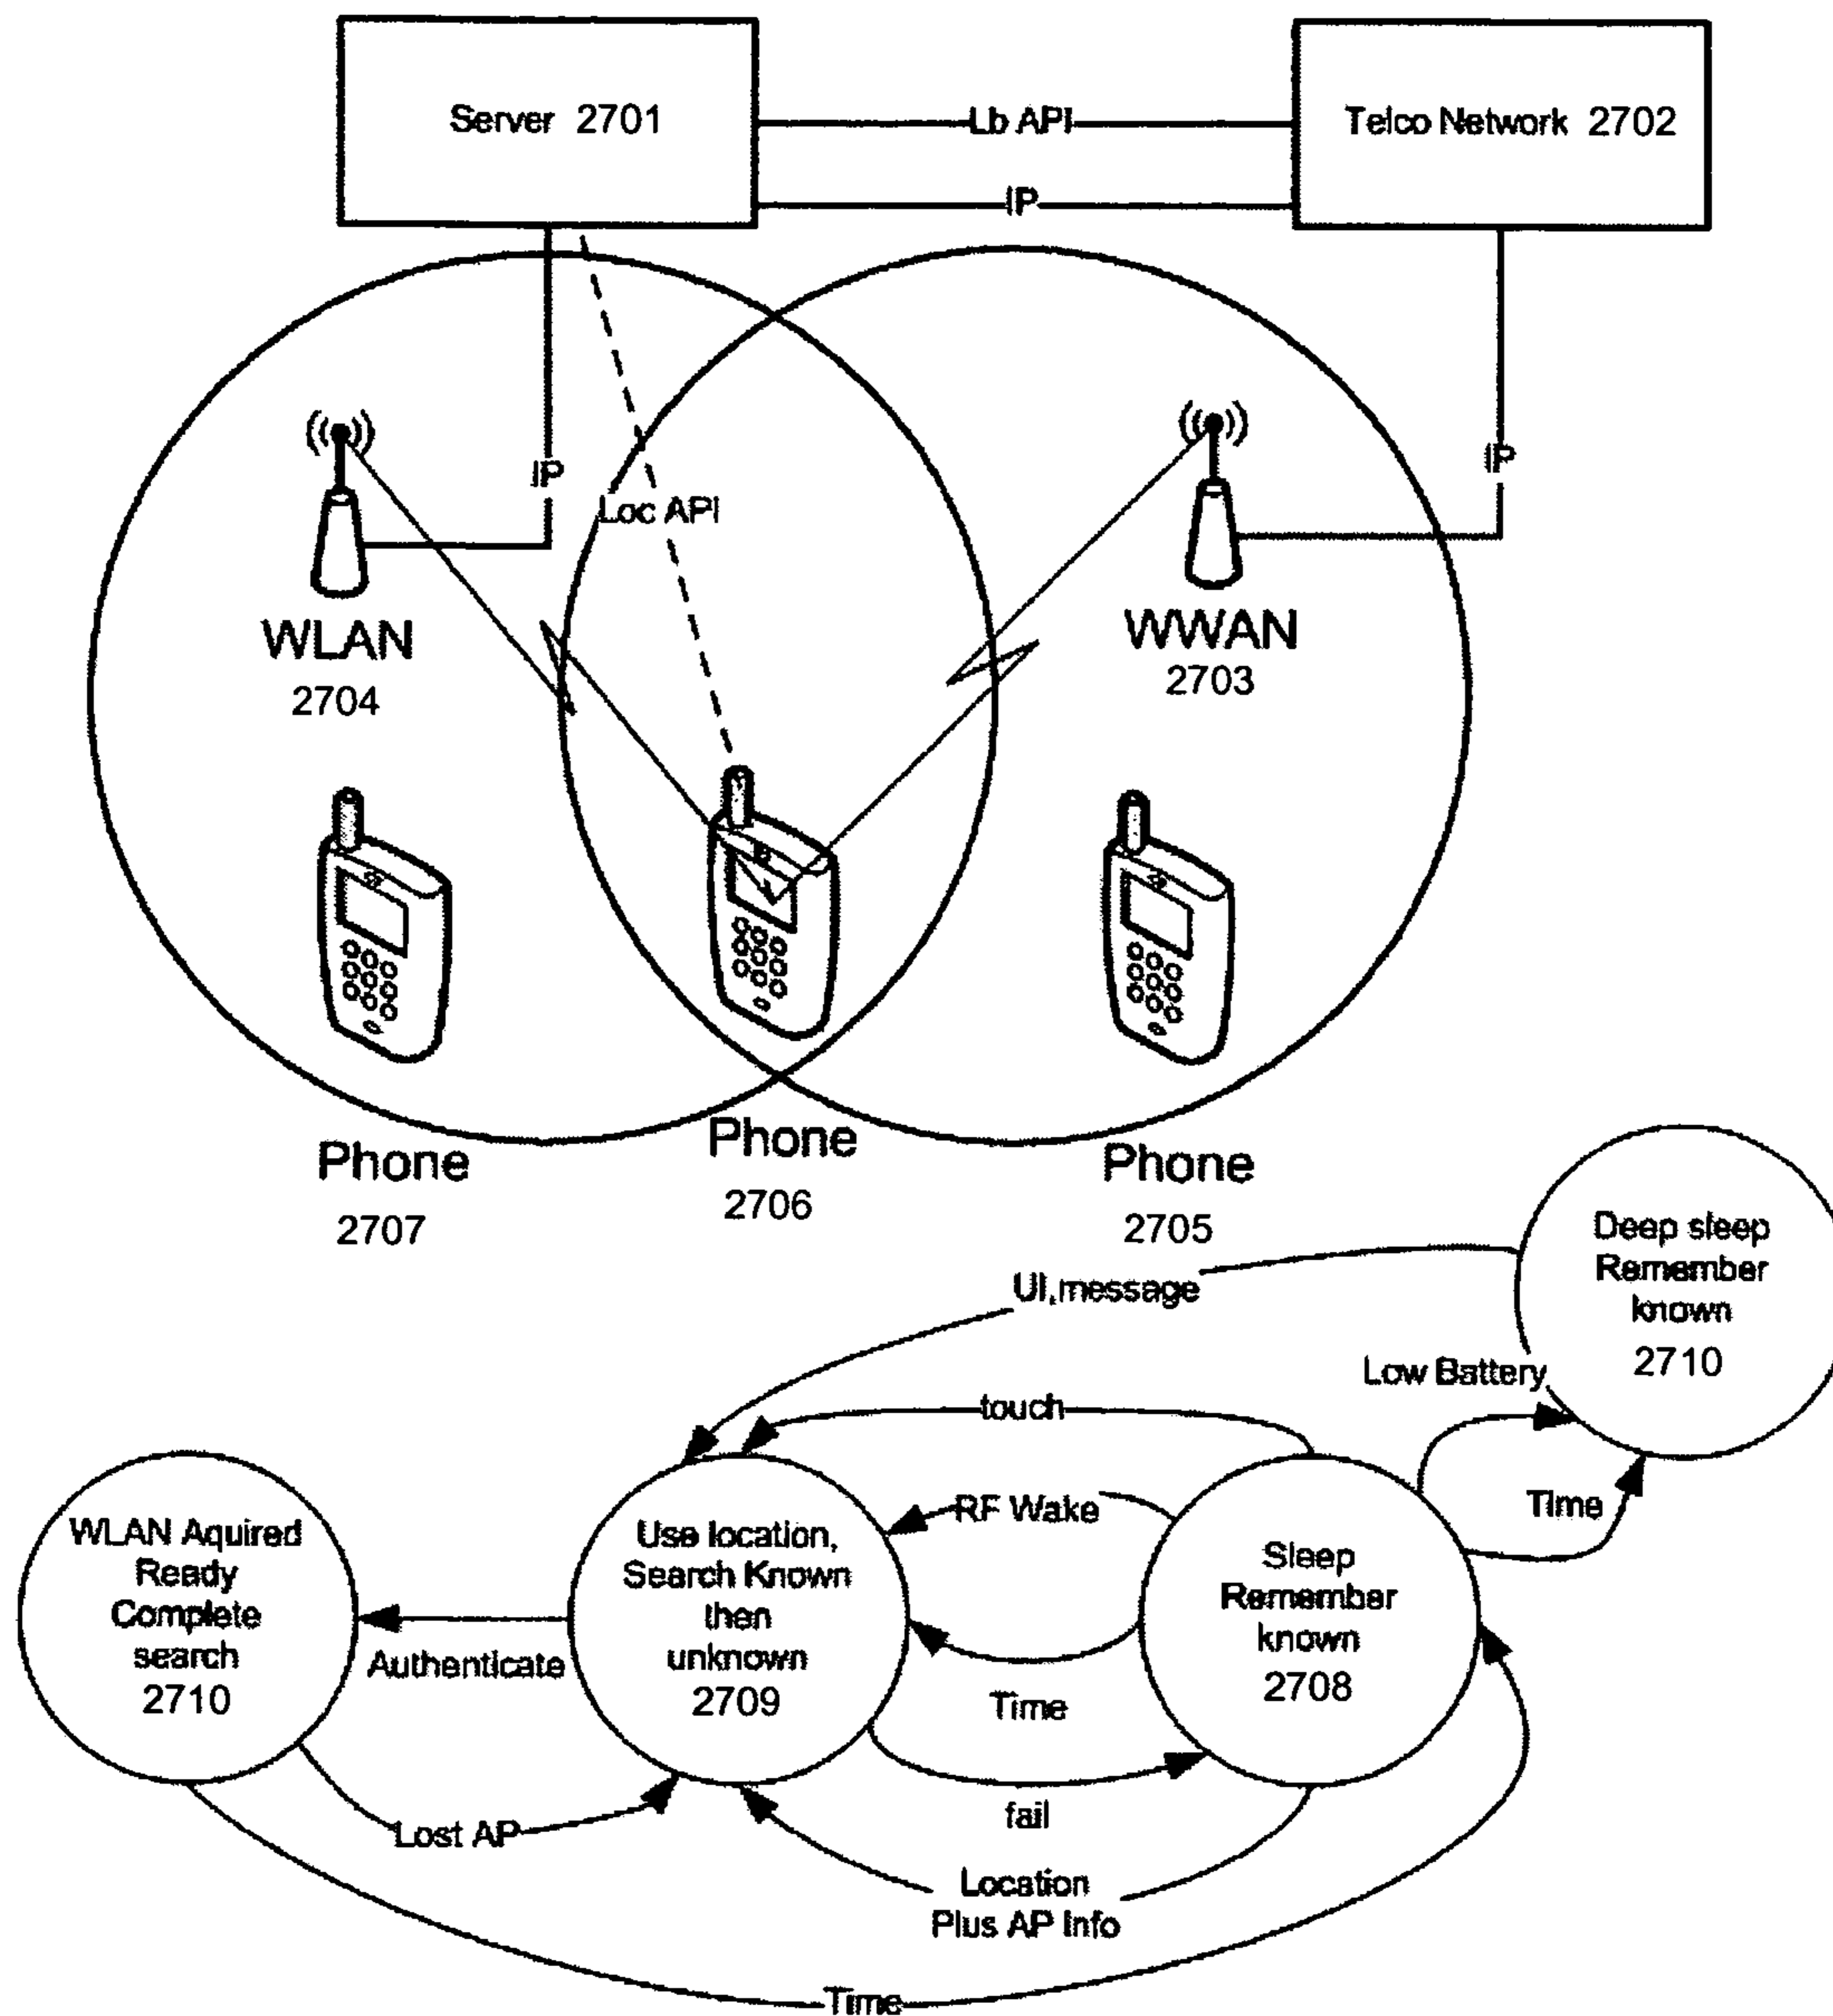 Server 2701
Lb API
Telco Network 2702
IP
IP
IP
Loc API
WLAN
2704
WWAN
2703
Phone
2707
Phone
2706
Phone
2705
Deep sleep
Remember
known
2710
UI,message
Low Battery
touch
Time
RF Wake
WLAN Aquired
Ready
Complete
search
2710
Use location,
Search Known
then
unknown
2709
Sleep
Remember
known
2708
Authenticate
Time
fail
Lost AP
Location
Plus AP Info
Time